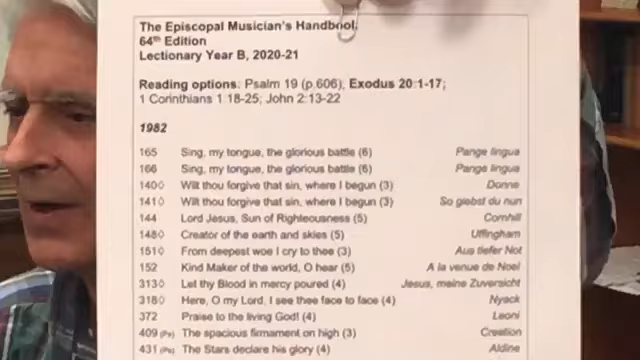 The Episcopal Musician's Handbook,
64th Edition
Lectionary Year B, 2020-21
Reading options: Psalm 19 (p.606), Exodus 20:1-17;
1 Corinthians 1:18-25; John 2:13-22
1982
165 Sing, my tongue, the glorious battle (6) Pange lingua
166 Sing, my tongue, the glorious battle (6) Pange lingua
140◊ Wilt thou forgive that sin, where I begun (3) Donne
141◊ Wilt thou forgive that sin, where I begun (3) So giebst du nun
144 Lord Jesus, Sun of Righteousness (5) Cornhill
148◊ Creator of the earth and skies (5) Uffingham
151◊ From deepest woe I cry to thee (3) Aus tiefer Not
152 Kind Maker of the world, O hear (5) A la venue de Noel
313◊ Let thy Blood in mercy poured (4) Jesus, meine Zuversicht
318◊ Here, O my Lord, I see thee face to face (4) Nyack
372 Praise to the living God! (4) Leoni
409 (Ps) The spacious firmament on high (3) Creation
431 (Ps) The Stars declare his glory (4) Aldine